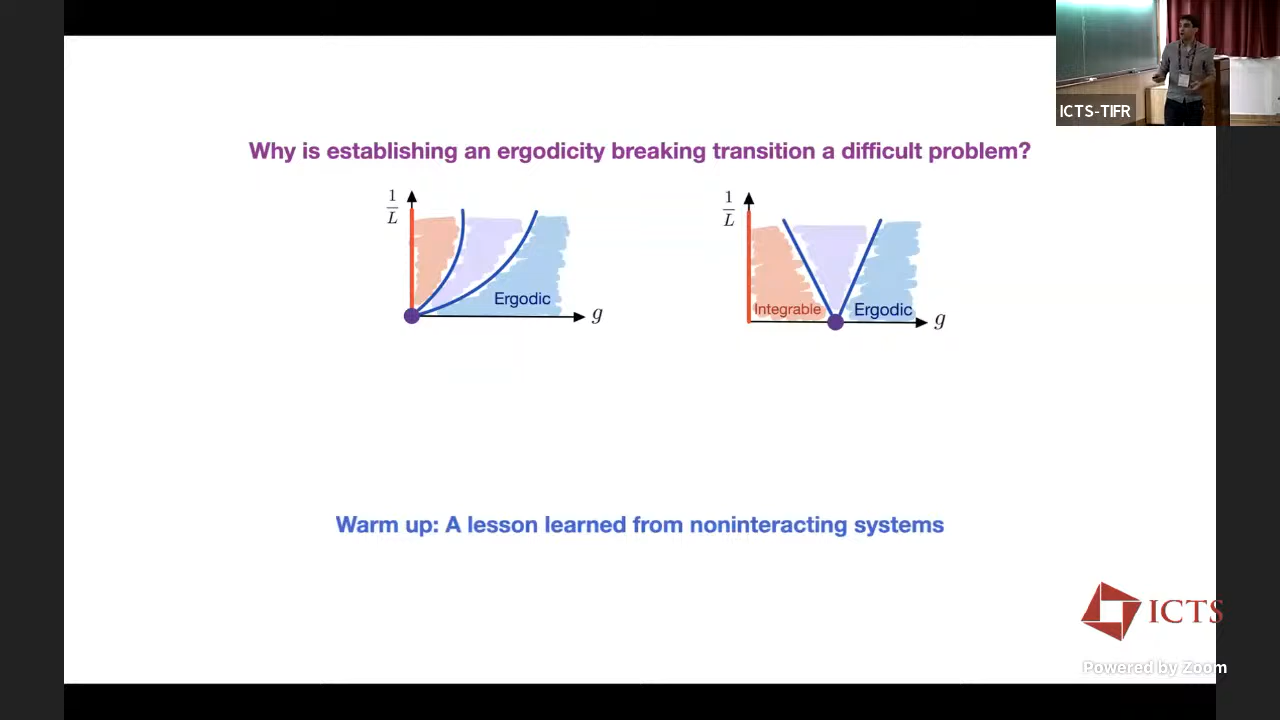 ICTS-TIFR
Why is establishing an ergodicity breaking transition a difficult problem?
1
L
Ergodic
g
1
L
Integrable
Ergodic
g
Warm up: A lesson learned from noninteracting systems
ICTS
Powered by Zoom